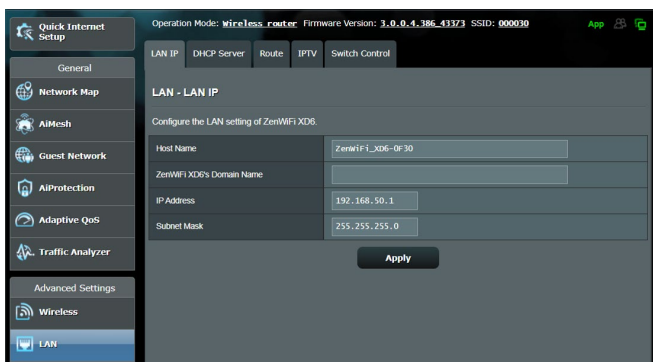 Quick Internet
Setup
Operation Mode: Wireless router Firmware Version: 3.0.0.4.386_43373 SSID: 000030
App
LAN IP DHCP Server Route IPTV Switch Control
General
Network Map
AiMesh
Guest Network
AiProtection
Adaptive QoS
Traffic Analyzer
Advanced Settings
Wireless
LAN
LAN - LAN IP
Configure the LAN setting of ZenWiFi XD6.
Host Name ZenWiFi_XD6-0F30
ZenWiFi XD6's Domain Name
IP Address 192.168.50.1
Subnet Mask 255.255.255.0
Apply